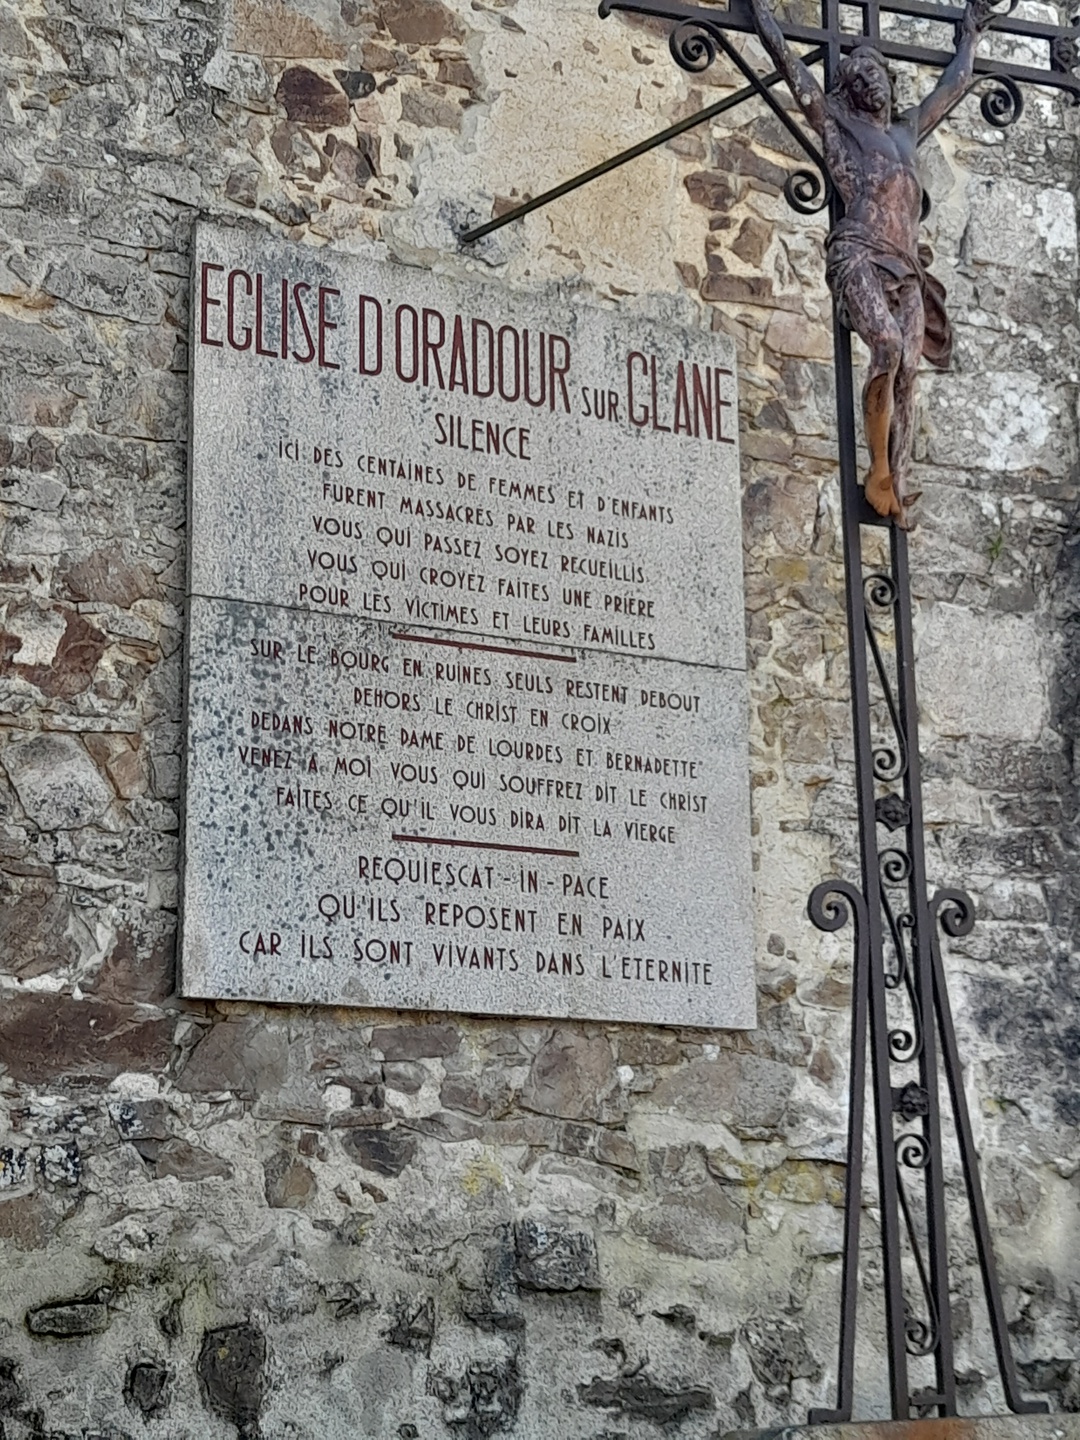 EGLISE D'ORADOUR SUR GLANE
SILENCE
ICI DES CENTAINES DE FEMMES ET D'ENFANTS
FURENT MASSACRES PAR LES NAZIS
VOUS QUI PASSEZ SOYEZ RECUEILLIS
VOUS QUI CROYEZ FAITES UNE PRIERE
POUR LES VICTIMES ET LEURS FAMILLES
SUR LE BOURG EN RUINES SEULS RESTENT DEBOUT
DEHORS LE CHRIST EN CROIX
DEDANS NOTRE DAME DE LOURDES ET BERNADETTE
"VENEZ A MOI VOUS QUI SOUFFREZ" DIT LE CHRIST
"FAITES CE QU'IL VOUS DIRA" DIT LA VIERGE
REQUIESCAT-IN-PACE
QU'ILS REPOSENT EN PAIX
CAR ILS SONT VIVANTS DANS L'ETERNITE